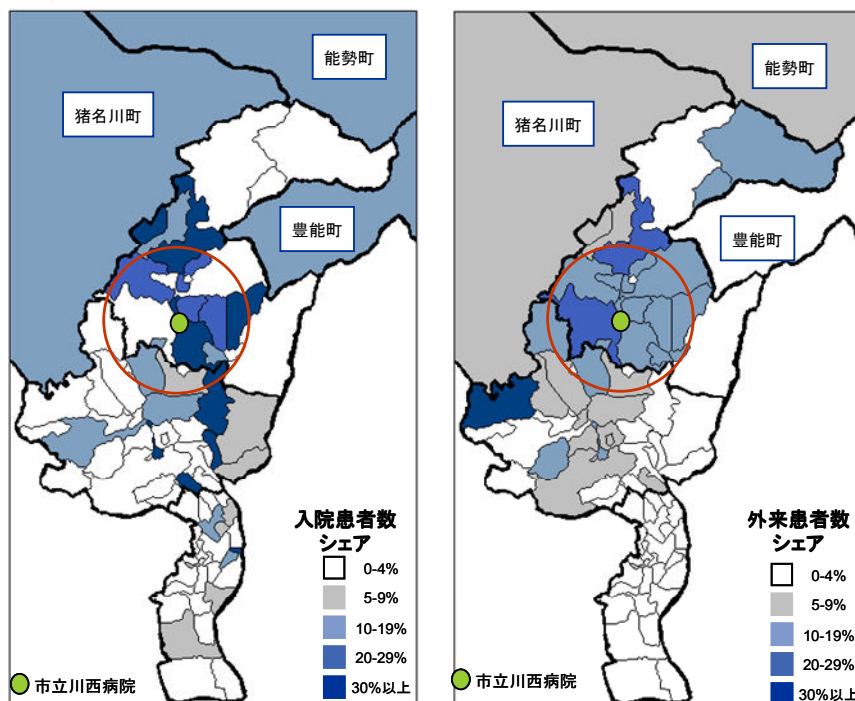 能勢町
猪名川町
豊能町
入院患者数
シェア
0-4%
5-9%
10-19%
20-29%
30%以上
市立川西病院
能勢町
猪名川町
豊能町
外来患者数
シェア
0-4%
5-9%
10-19%
20-29%
30%以上
市立川西病院